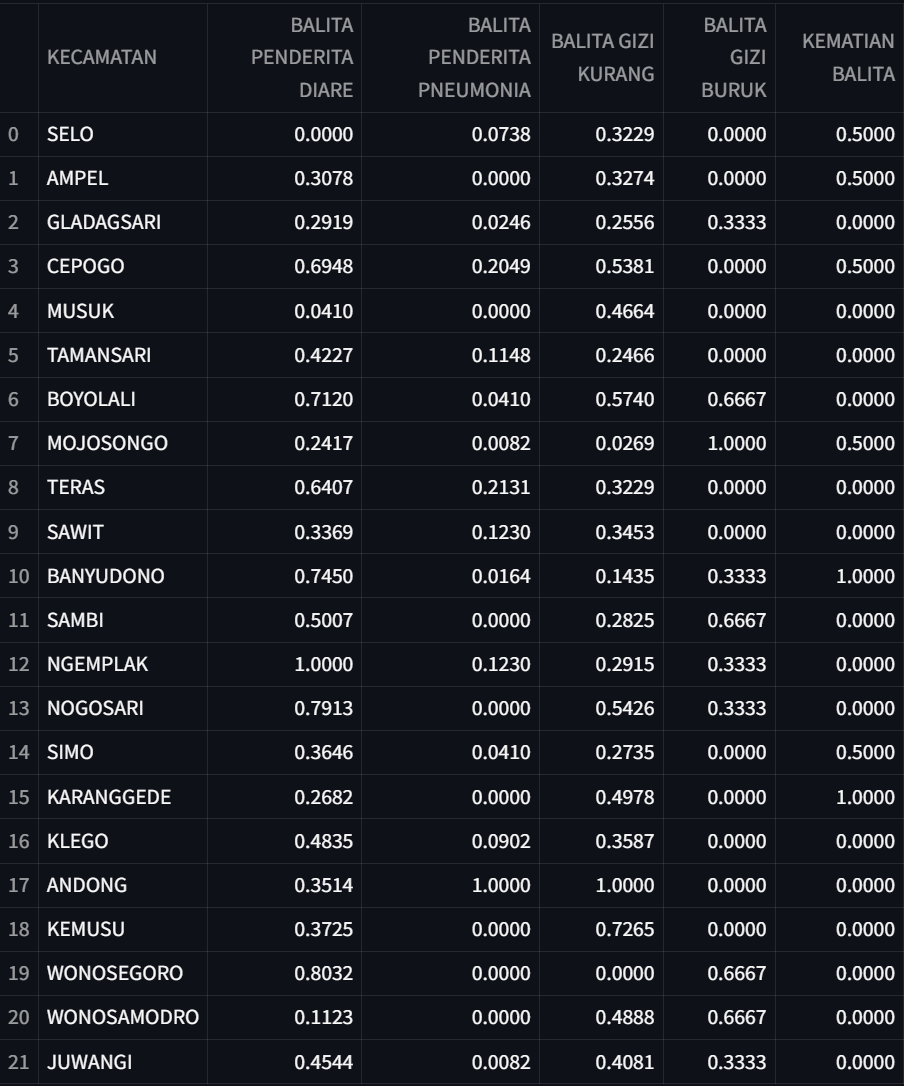 KECAMATAN BALITA PENDERITA DIARE BALITA PENDERITA PNEUMONIA BALITA GIZI KURANG BALITA GIZI BURUK KEMATIAN BALITA
0 SELO 0.0000 0.0738 0.3229 0.0000 0.5000
1 AMPEL 0.3078 0.0000 0.3274 0.0000 0.5000
2 GLADAGSARI 0.2919 0.0246 0.2556 0.3333 0.0000
3 CEPOGO 0.6948 0.2049 0.5381 0.0000 0.5000
4 MUSUK 0.0410 0.0000 0.4664 0.0000 0.0000
5 TAMANSARI 0.4227 0.1148 0.2466 0.0000 0.0000
6 BOYOLALI 0.7120 0.0410 0.5740 0.6667 0.0000
7 MOJOSONGO 0.2417 0.0082 0.0269 1.0000 0.5000
8 TERAS 0.6407 0.2131 0.3229 0.0000 0.0000
9 SAWIT 0.3369 0.1230 0.3453 0.0000 0.0000
10 BANYUDONO 0.7450 0.0164 0.1435 0.3333 1.0000
11 SAMBI 0.5007 0.0000 0.2825 0.6667 0.0000
12 NGEMPLAK 1.0000 0.1230 0.2915 0.3333 0.0000
13 NOGOSARI 0.7913 0.0000 0.5426 0.3333 0.0000
14 SIMO 0.3646 0.0410 0.2735 0.0000 0.5000
15 KARANGGEDE 0.2682 0.0000 0.4978 0.0000 1.0000
16 KLEGO 0.4835 0.0902 0.3587 0.0000 0.0000
17 ANDONG 0.3514 1.0000 1.0000 0.0000 0.0000
18 KEMUSU 0.3725 0.0000 0.7265 0.0000 0.0000
19 WONOSEGORO 0.8032 0.0000 0.0000 0.6667 0.0000
20 WONOSAMODRO 0.1123 0.0000 0.4888 0.6667 0.0000
21 JUWANGI 0.4544 0.0082 0.4081 0.3333 0.0000